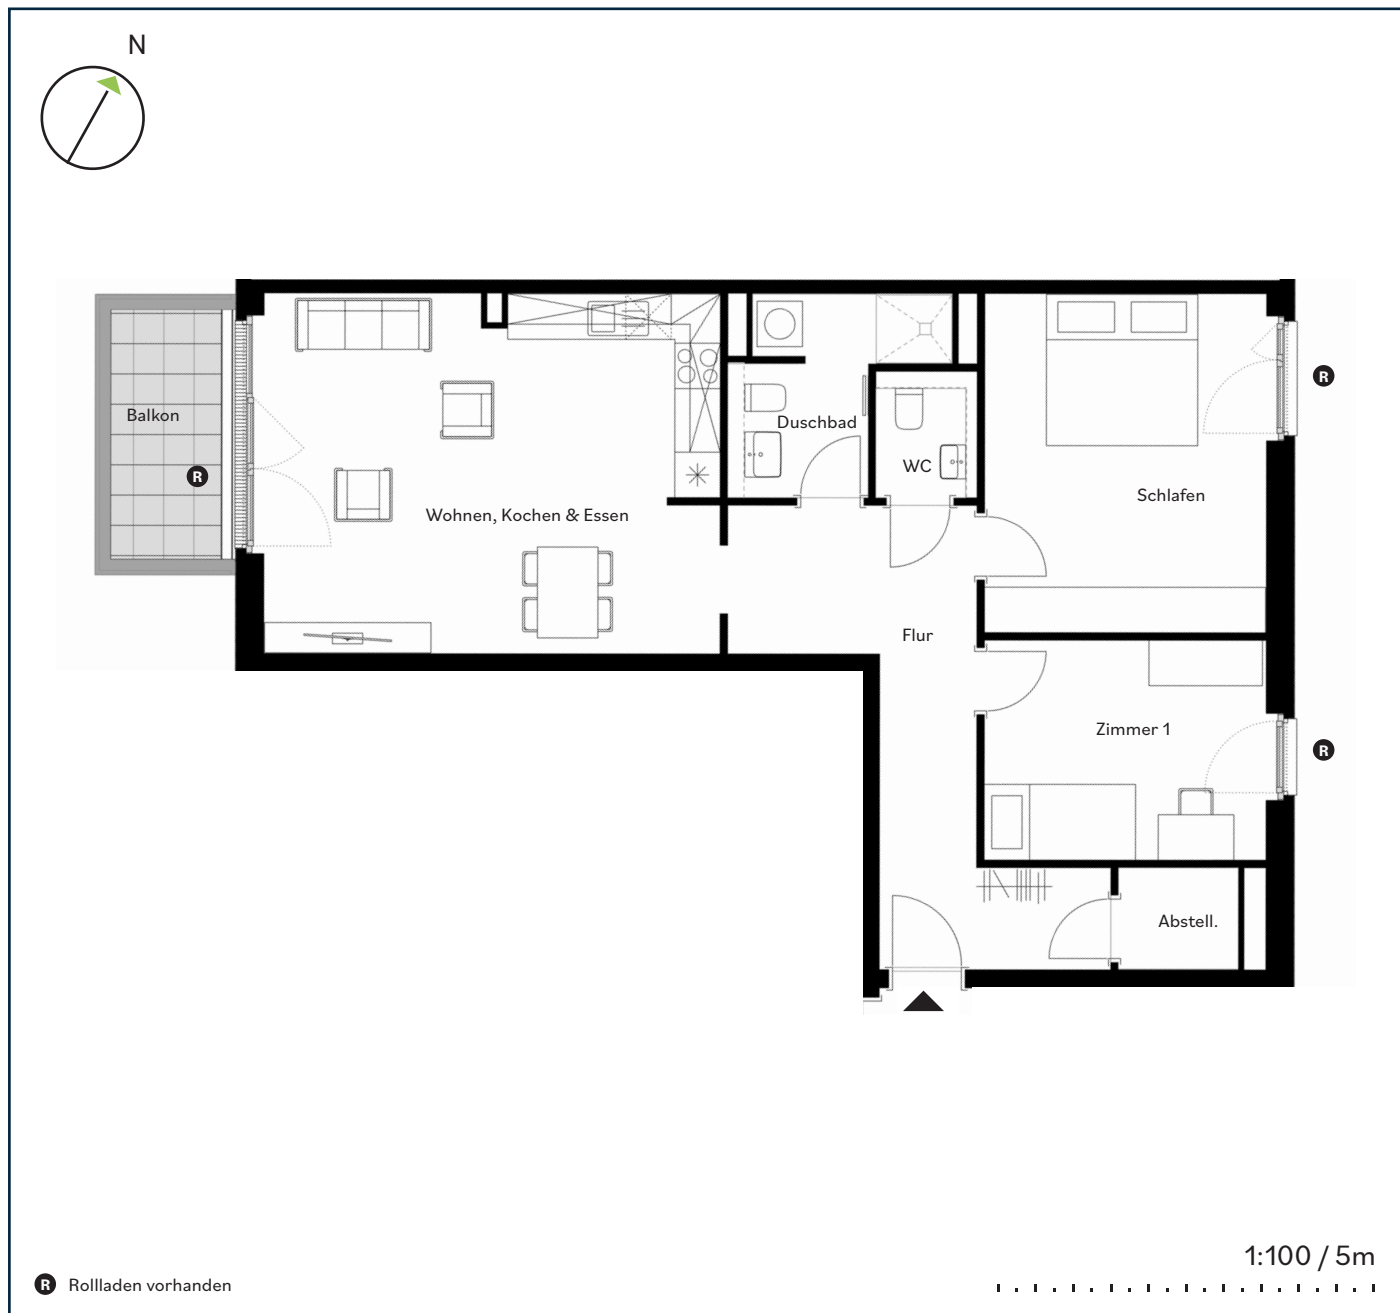 N
R
Balkon
Duschbad
WC
R
Schlafen
Wohnen, Kochen & Essen
Flur
Zimmer 1
R
Abstell.
1:100 / 5m
R Rollladen vorhanden